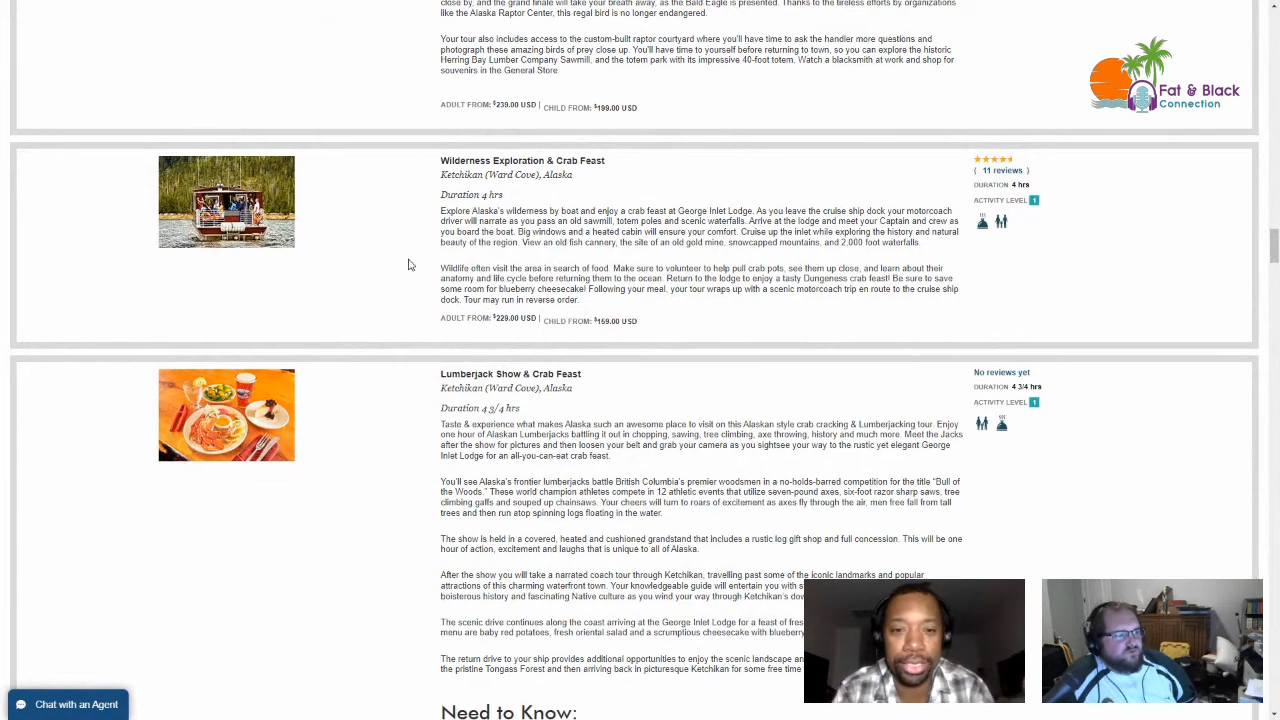 close by, and the grand finale will take your breath away, as the Bald Eagle is presented. Thanks to the tireless efforts by organizations
like the Alaska Raptor Center, this regal bird is no longer endangered.
Your tour also includes access to the custom-built raptor courtyard where you'll have time to ask the handler more questions and
photograph these amazing birds of prey close up. You'll have time to yourself before returning to town, so you can explore the historic
Herring Bay Lumber Company Sawmill, and the totem park with its impressive 40-foot totem. Watch a blacksmith at work and shop for
souvenirs in the General Store.
ADULT FROM: $239.00 USD | CHILD FROM: $199.00 USD
Fat & Black
Connection
Wilderness Exploration & Crab Feast
Ketchikan (Ward Cove), Alaska
Duration 4 hrs
Explore Alaska's wilderness by boat and enjoy a crab feast at George Inlet Lodge. As you leave the cruise ship dock your motorcoach
driver will narrate as you pass an old sawmill, totem poles and scenic waterfalls. Arrive at the lodge and meet your Captain and crew as
you board the boat. Big windows and a heated cabin will ensure your comfort. Cruise up the inlet while exploring the history and natural
beauty of the region. View an old fish cannery, the site of an old gold mine, snowcapped mountains, and 2,000 foot waterfalls.
Wildlife often visit the area in search of food. Make sure to volunteer to help pull crab pots, see them up close, and learn about their
anatomy and life cycle before returning them to the ocean. Return to the lodge to enjoy a tasty Dungeness crab feast! Be sure to save
some room for blueberry cheesecake! Following your meal, your tour wraps up with a scenic motorcoach trip en route to the cruise ship
dock. Tour may run in reverse order.
ADULT FROM: $229.00 USD | CHILD FROM: $159.00 USD
( 11 reviews )
DURATION 4 hrs
ACTIVITY LEVEL 1
Lumberjack Show & Crab Feast
Ketchikan (Ward Cove), Alaska
Duration 4 3/4 hrs
Taste & experience what makes Alaska such an awesome place to visit on this Alaskan style crab cracking & Lumberjacking tour. Enjoy
one hour of Alaskan Lumberjacks battling it out in chopping, sawing, tree climbing, axe throwing, history and much more. Meet the Jacks
after the show for pictures and then loosen your belt and grab your camera as you sightsee your way to the rustic yet elegant George
Inlet Lodge for an all-you-can-eat crab feast.
You'll see Alaska's frontier lumberjacks battle British Columbia's premier woodsmen in a no-holds-barred competition for the title "Bull of
the Woods." These world champion athletes compete in 12 athletic events that utilize seven-pound axes, six-foot razor sharp saws, tree
climbing gaffs and souped up chainsaws. Your cheers will turn to roars of excitement as axes fly through the air, men free fall from tall
trees and then run atop spinning logs floating in the water.
The show is held in a covered, heated and cushioned grandstand that includes a rustic log gift shop and full concession. This will be one
hour of action, excitement and laughs that is unique to all of Alaska.
After the show you will take a narrated coach tour through Ketchikan, travelling past some of the iconic landmarks and popular
attractions of this charming waterfront town. Your knowledgeable guide will entertain you with
boisterous history and fascinating Native culture as you wind your way through Ketchikan's
The scenic drive continues along the coast arriving at the George Inlet Lodge for a feast of
menu are baby red potatoes, fresh oriental salad and a scrumptious cheesecake with blueberry
The return drive to your ship provides additional opportunities to enjoy the scenic landscape
the pristine Tongass Forest and then arriving back in picturesque Ketchikan for some free time
No reviews yet
DURATION 4 3/4 hrs
ACTIVITY LEVEL 1
Need to Know:
Chat with an Agent